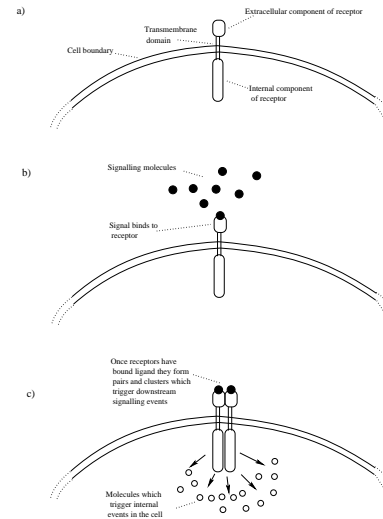 a)
Extracellular component of receptor
Transmembrane
domain
Cell boundary
Internal component
of receptor
b)
Signalling molecules
Signal binds to
receptor
c)
Once receptors have
bound ligand they form
pairs and clusters which
trigger downstream
signalling events
Molecules which
trigger internal
events in the cell